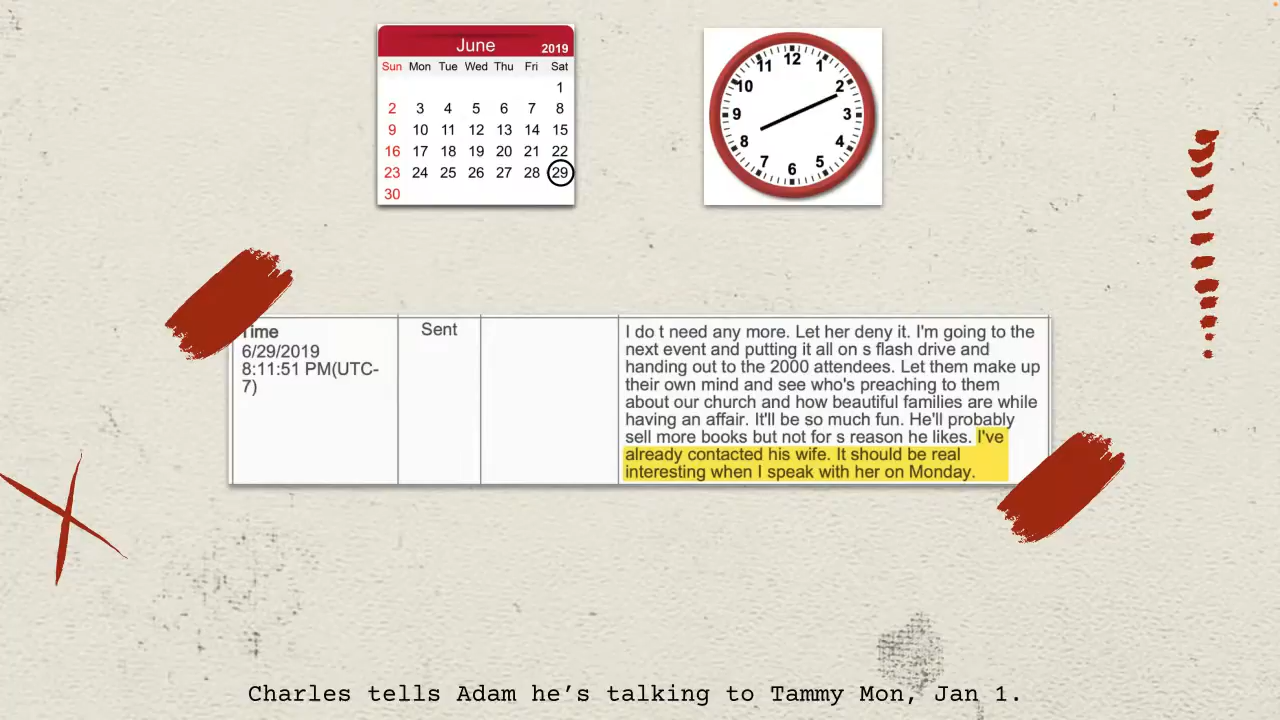 June 2019
Sun Mon Tue Wed Thu Fri Sat
1
2 3 4 5 6 7 8
9 10 11 12 13 14 15
16 17 18 19 20 21 22
23 24 25 26 27 28 29
30
12
1
2
3
4
5
6
7
8
9
10
11
Time
6/29/2019
8:11:51 PM(UTC-
7)
Sent
I do t need any more. Let her deny it. I'm going to the
next event and putting it all on s flash drive and
handing out to the 2000 attendees. Let them make up
their own mind and see who's preaching to them
about our church and how beautiful families are while
having an affair. It'll be so much fun. He'll probably
sell more books but not for s reason he likes. I've
already contacted his wife. It should be real
interesting when I speak with her on Monday.
Charles tells Adam he’s talking to Tammy Mon, Jan 1.